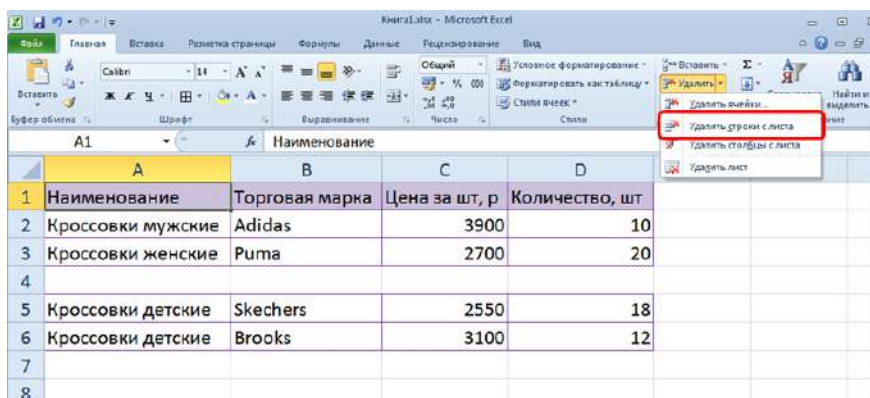 Книга1.xlsx - Microsoft Excel
Файл Главная Вставка Разметка страницы Формулы Данные Рецензирование Вид
Calibri 14 А А Общий Условное форматирование Вставить Σ
Вставить Ж К Ч А % 000 Форматировать как таблицу Удалить Найти и
Стили ячеек выделить
Буфер обмена Шрифт Выравнивание Число Стили
Удалить ячейки...
Удалить строки с листа
Удалить столбцы с листа
Удалить лист
A1 fx Наименование
A B C D
1 Наименование Торговая марка Цена за шт, р Количество, шт
2 Кроссовки мужские Adidas 3900 10
3 Кроссовки женские Puma 2700 20
4
5 Кроссовки детские Skechers 2550 18
6 Кроссовки детские Brooks 3100 12
7
8